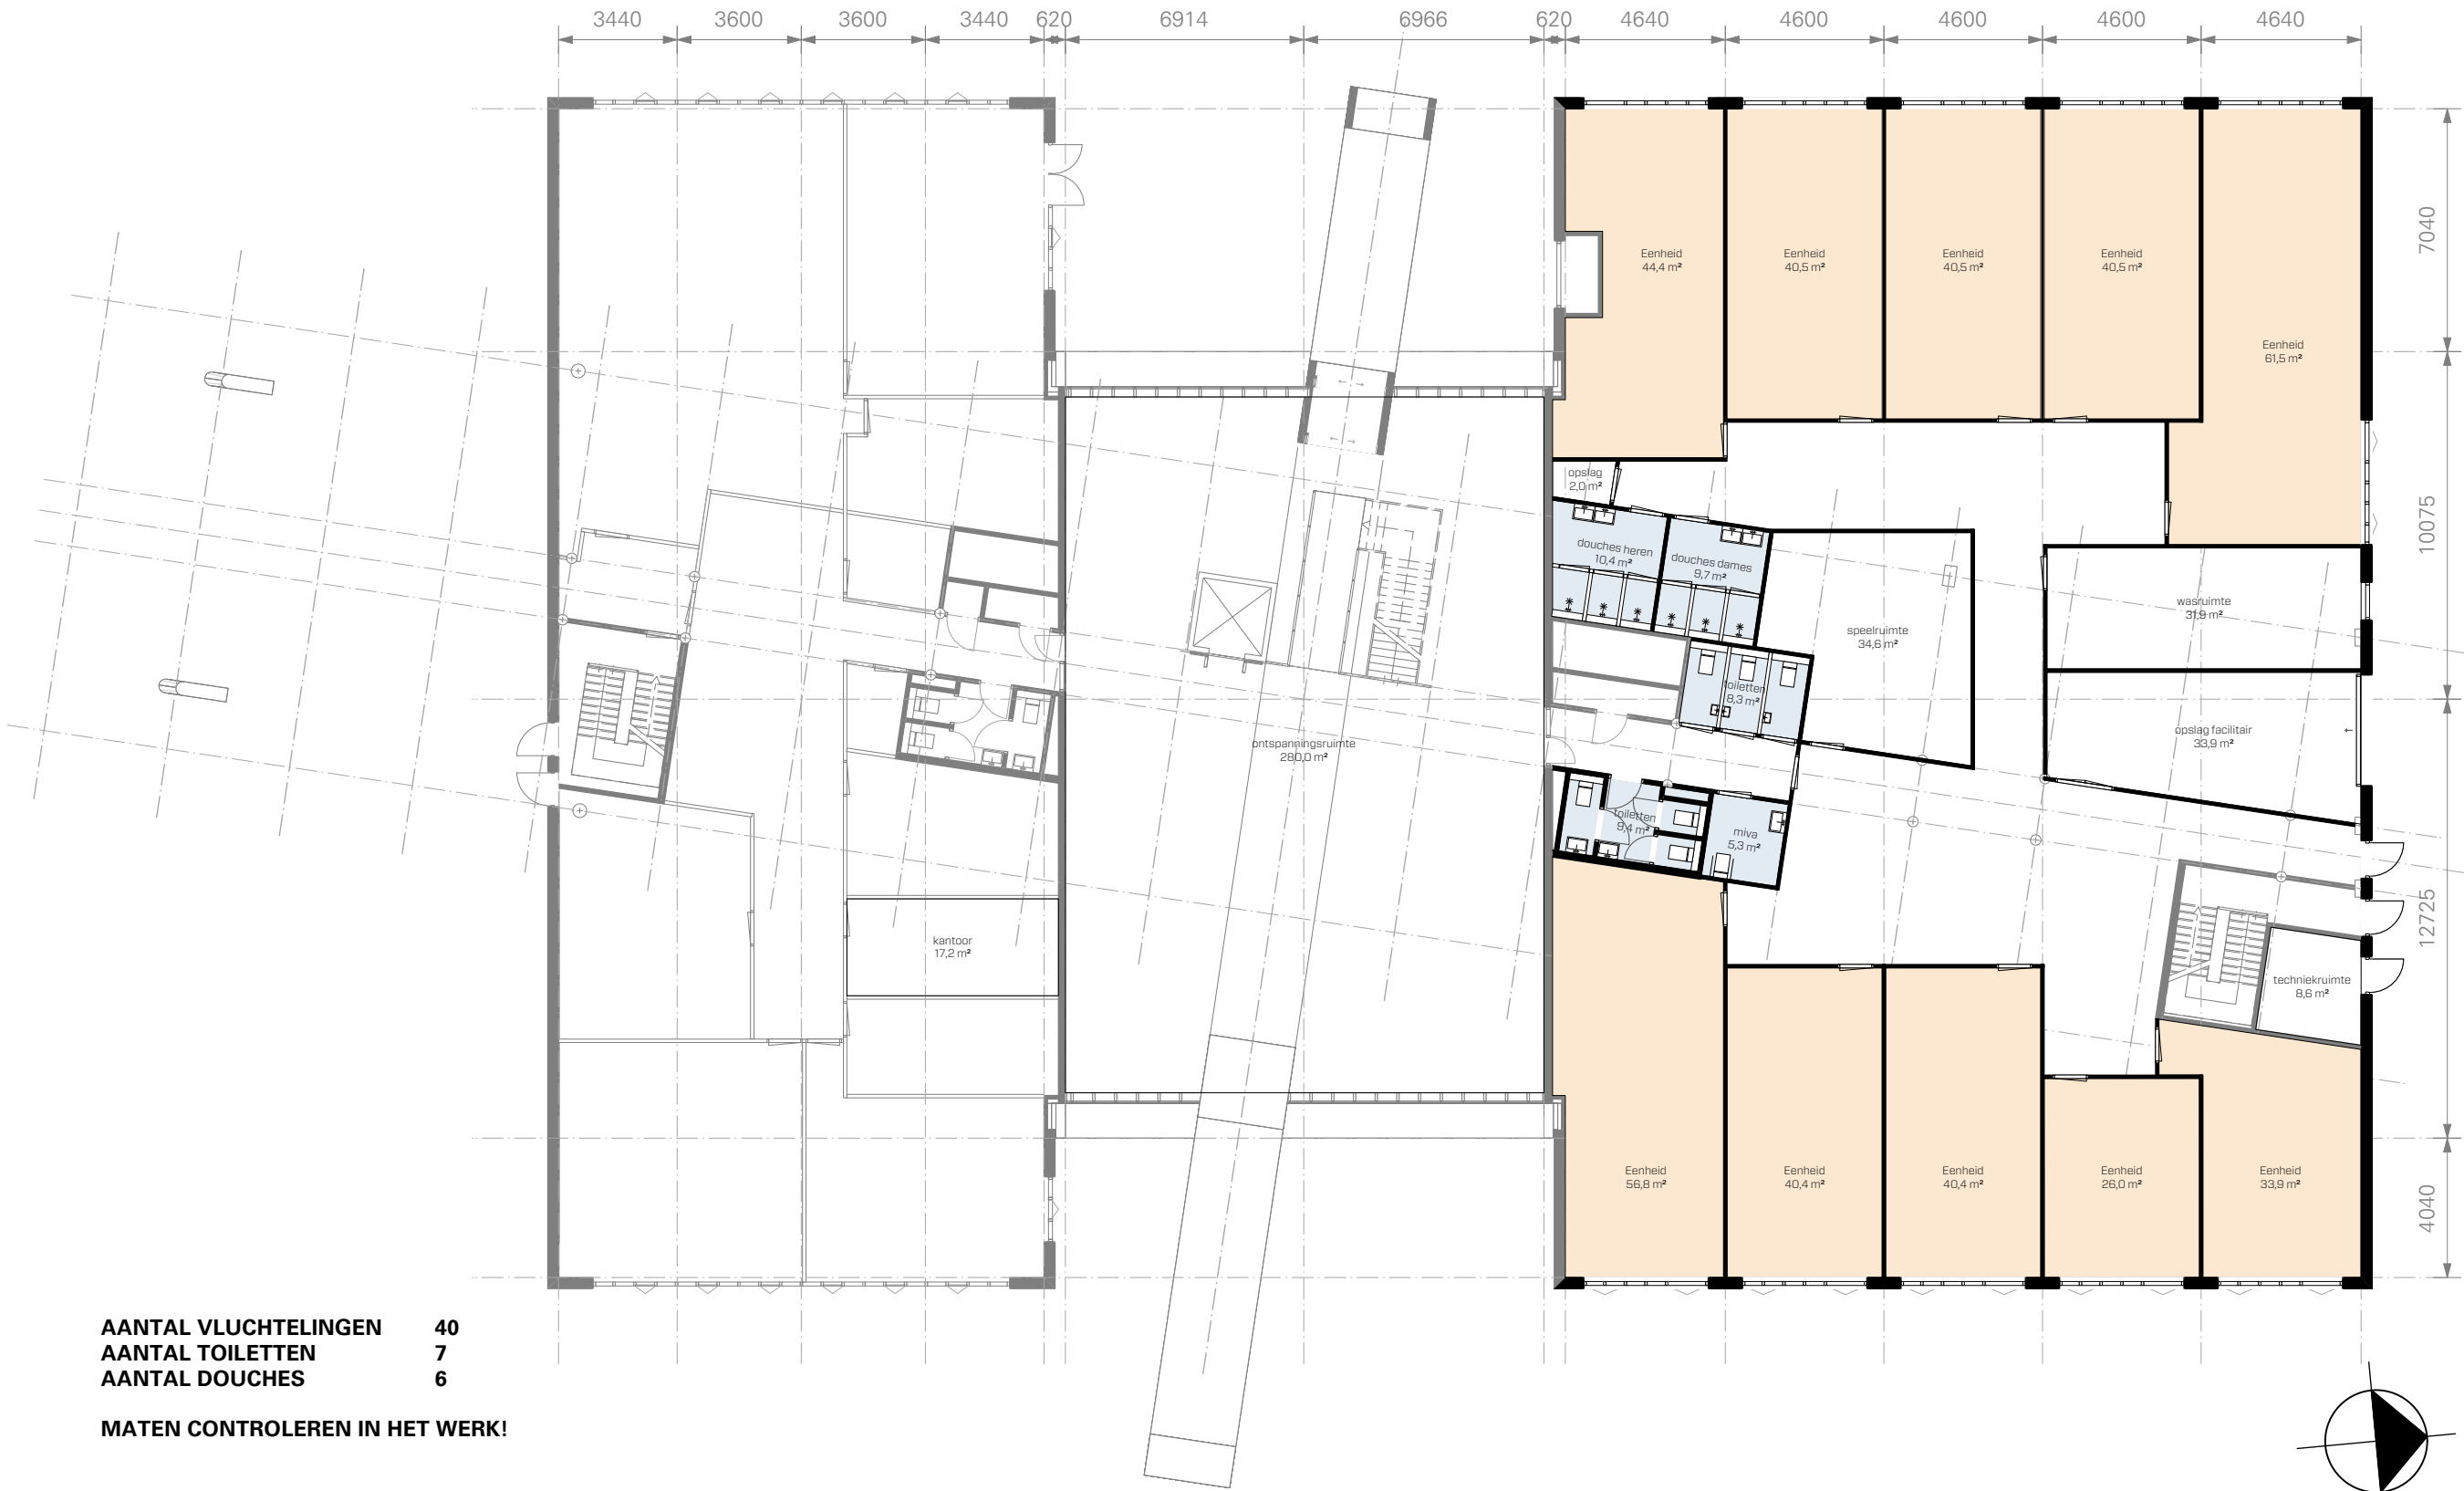 3440 3600 3600 3440 620 6914 6966 620 4640 4600 4600 4600 4640
7040
10075
12725
4040
Eenheid
44,4 m²
Eenheid
40,5 m²
Eenheid
40,5 m²
Eenheid
40,5 m²
Eenheid
61,5 m²
opslag
2,0 m²
douches heren
10,4 m²
douches dames
9,7 m²
speelruimte
34,6 m²
wasruimte
31,9 m²
toiletten
8,3 m²
opslag facilitair
33,9 m²
ontspanningsruimte
280,0 m²
toiletten
9,4 m²
miva
5,3 m²
kantoor
17,2 m²
techniekruimte
8,6 m²
Eenheid
56,8 m²
Eenheid
40,4 m²
Eenheid
40,4 m²
Eenheid
26,0 m²
Eenheid
33,9 m²
AANTAL VLUCHTELINGEN 40
AANTAL TOILETTEN 7
AANTAL DOUCHES 6
MATEN CONTROLEREN IN HET WERK!